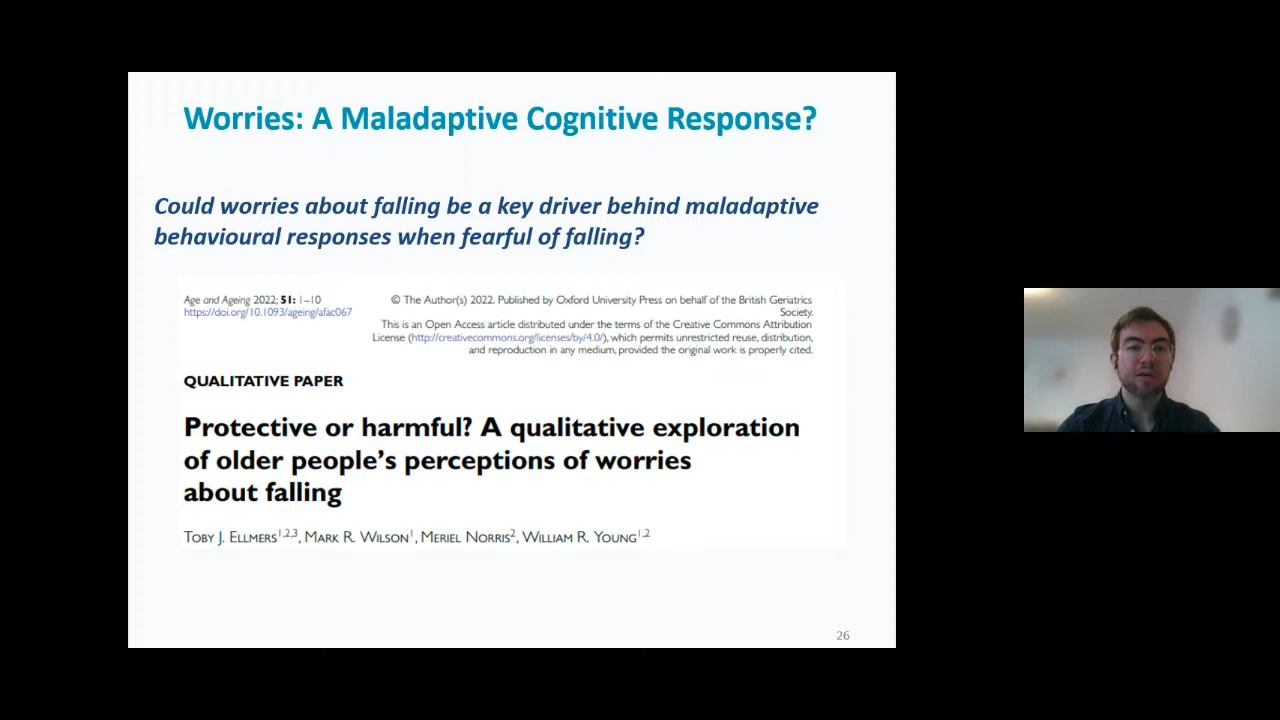 Worries: A Maladaptive Cognitive Response?
Could worries about falling be a key driver behind maladaptive
behavioural responses when fearful of falling?
Age and Ageing 2022; 51: 1–10
https://doi.org/10.1093/ageing/afac067
© The Author(s) 2022. Published by Oxford University Press on behalf of the British Geriatrics
Society.
This is an Open Access article distributed under the terms of the Creative Commons Attribution
License (http://creativecommons.org/licenses/by/4.0/), which permits unrestricted reuse, distribution,
and reproduction in any medium, provided the original work is properly cited.
QUALITATIVE PAPER
Protective or harmful? A qualitative exploration
of older people’s perceptions of worries
about falling
Toby J. Ellmers1,2,3, Mark R. Wilson1, Meriel Norris2, William R. Young1,2
26